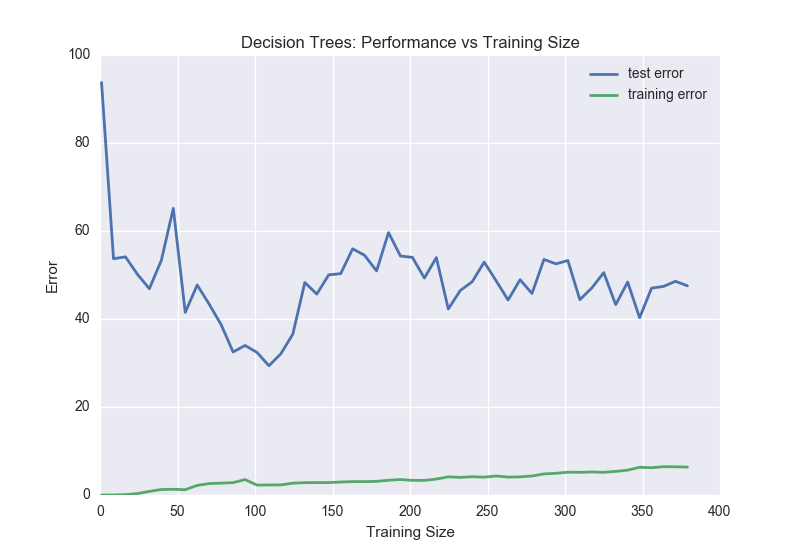 Decision Trees: Performance vs Training Size
100
80
60
40
20
0
Error
test error
training error
0 50 100 150 200 250 300 350 400
Training Size